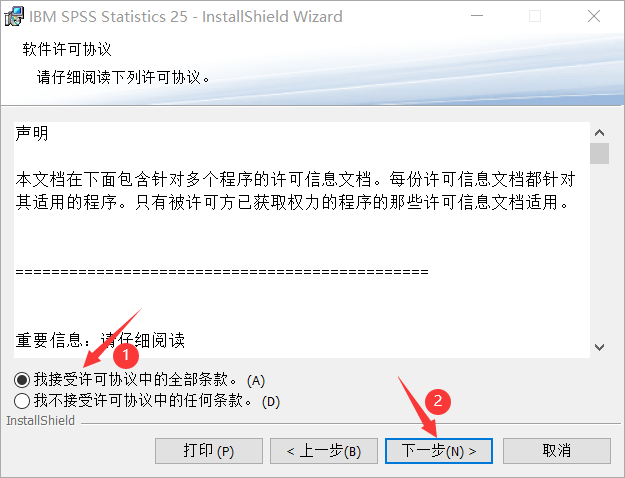 IBM SPSS Statistics 25 - InstallShield Wizard
软件许可协议
请仔细阅读下列许可协议。
声明
本文档在下面包含针对多个程序的许可信息文档。每份许可信息文档都针对
其适用的程序。只有被许可方已获取权力的程序的那些许可信息文档适用。
==============================================
重要信息：请仔细阅读
1
我接受许可协议中的全部条款。(A)
我不接受许可协议中的任何条款。(D)
2
InstallShield
打印(P) < 上一步(B) 下一步(N) > 取消